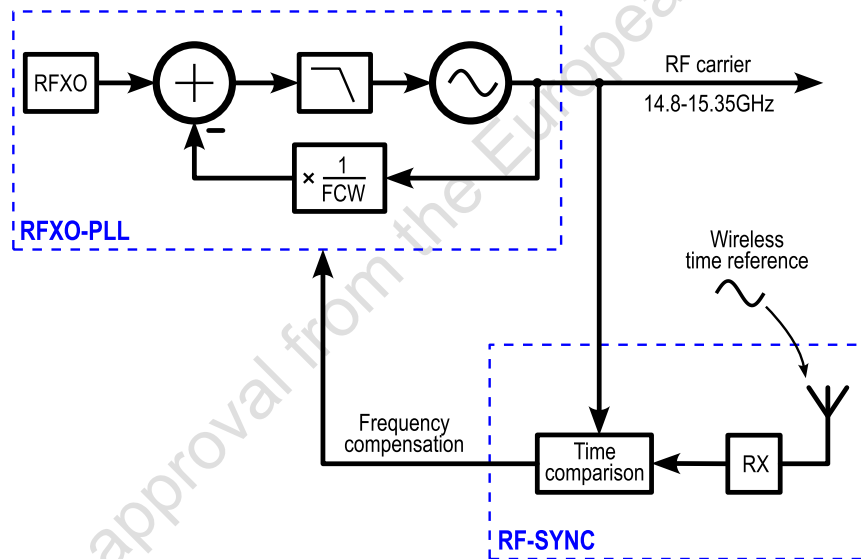 RFXO
+
−
× 1
FCW
RFXO-PLL
RF carrier
14.8-15.35GHz
Wireless
time reference
Frequency
compensation
Time
comparison
RX
RF-SYNC
approval from the Europea